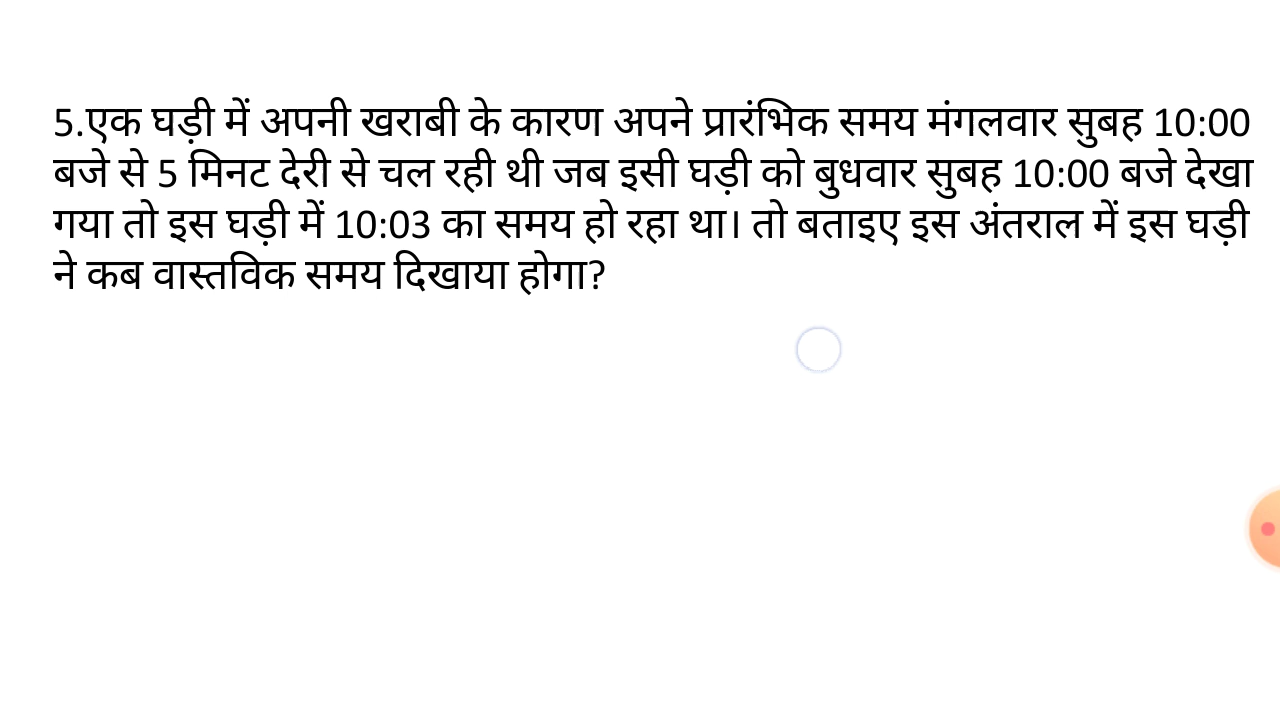 5.एक घड़ी में अपनी खराबी के कारण अपने प्रारंभिक समय मंगलवार सुबह 10:00
बजे से 5 मिनट देरी से चल रही थी जब इसी घड़ी को बुधवार सुबह 10:00 बजे देखा
गया तो इस घड़ी में 10:03 का समय हो रहा था। तो बताइए इस अंतराल में इस घड़ी
ने कब वास्तविक समय दिखाया होगा?